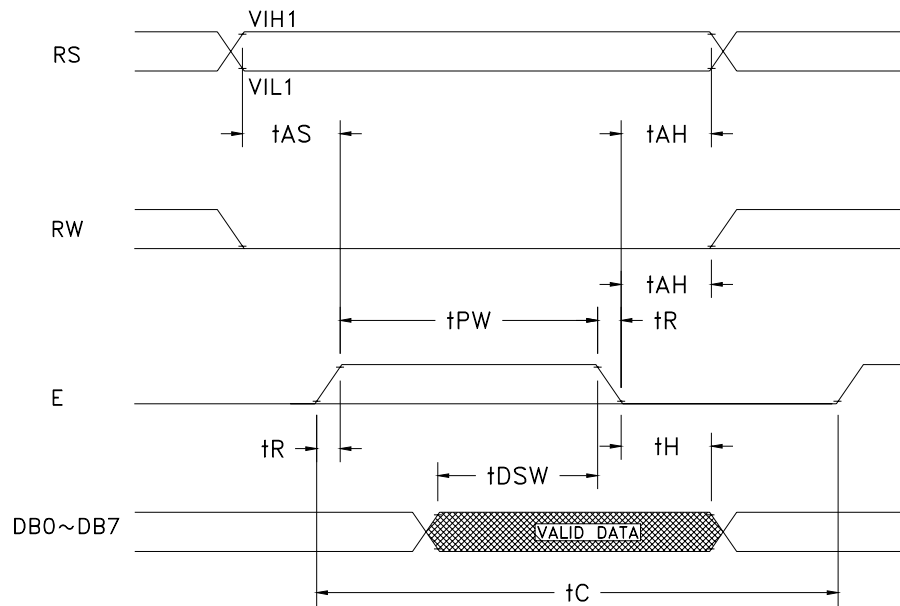 VIH1
RS
VIL1
tAS
tAH
RW
tAH
tPW
tR
E
tR
tH
tDSW
DB0~DB7
VALID DATA
tC